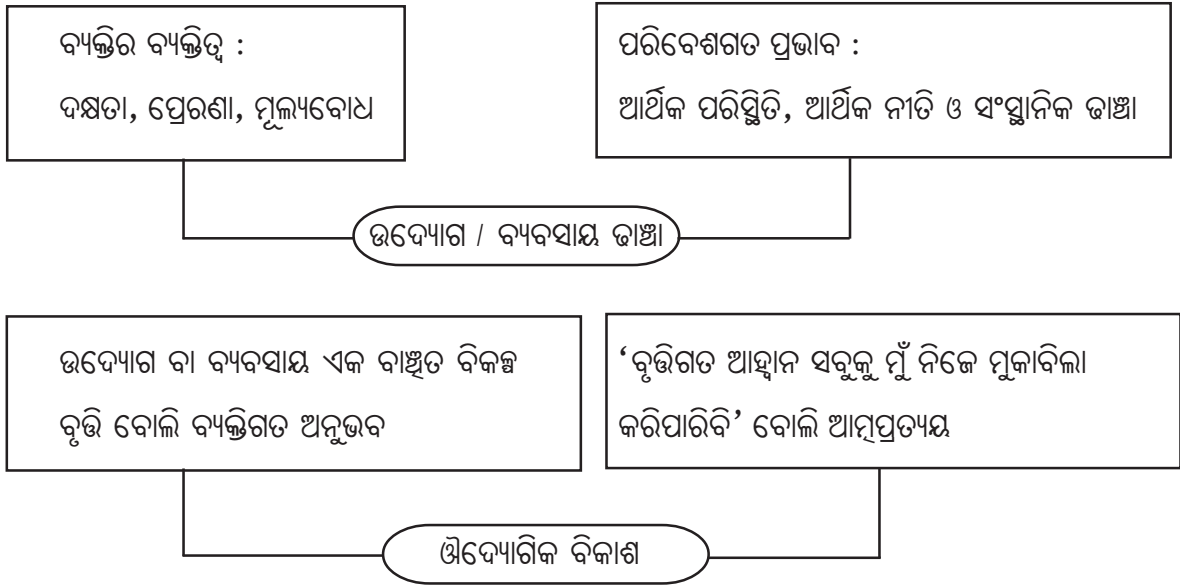 ବ୍ୟକ୍ତିର ବ୍ୟକ୍ତିତ୍ୱ :
ଦକ୍ଷତା, ପ୍ରେରଣା, ମୂଲ୍ୟବୋଧ
ପରିବେଶଗତ ପ୍ରଭାବ :
ଆର୍ଥିକ ପରିସ୍ଥିତି, ଆର୍ଥିକ ନୀତି ଓ ସଂସ୍ଥାନିକ ଢାଞ୍ଚା
ଉଦ୍ୟୋଗ / ବ୍ୟବସାୟ ଢାଞ୍ଚା
ଉଦ୍ୟୋଗ ବା ବ୍ୟବସାୟ ଏକ ବାଞ୍ଛିତ ବିକଳ୍ପ
ବୃତ୍ତି ବୋଲି ବ୍ୟକ୍ତିଗତ ଅନୁଭବ
‘ବୃତ୍ତିଗତ ଆହ୍ୱାନ ସବୁକୁ ମୁଁ ନିଜେ ମୁକାବିଲା
କରିପାରିବି’ ବୋଲି ଆତ୍ମପ୍ରତ୍ୟୟ
ଔଦ୍ୟୋଗିକ ବିକାଶ